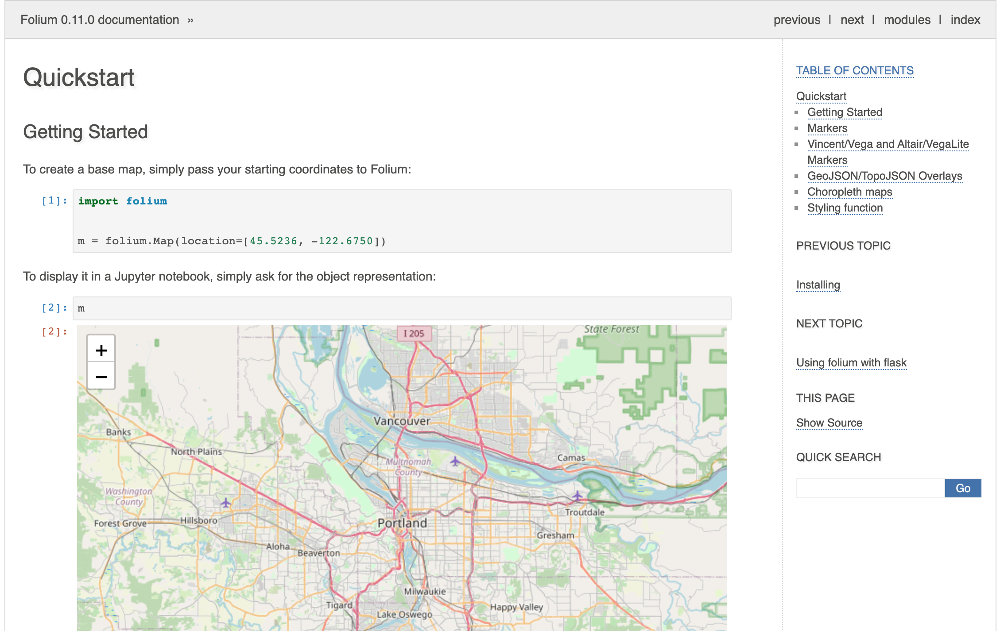 Folium 0.11.0 documentation »
previous | next | modules | index
Quickstart
Getting Started
To create a base map, simply pass your starting coordinates to Folium:
[1]:
import folium
m = folium.Map(location=[45.5236, -122.6750])
To display it in a Jupyter notebook, simply ask for the object representation:
[2]:
m
[2]:
+
−
I 205
State Forest
Vancouver
Banks
North Plains
Multnomah
County
Camas
Washington
County
Troutdale
Forest Grove
Hillsboro
Portland
Gresham
Aloha
Beaverton
Milwaukie
Tigard
Happy Valley
Lake Oswego
TABLE OF CONTENTS
Quickstart
Getting Started
Markers
Vincent/Vega and Altair/VegaLite
Markers
GeoJSON/TopoJSON Overlays
Choropleth maps
Styling function
PREVIOUS TOPIC
Installing
NEXT TOPIC
Using folium with flask
THIS PAGE
Show Source
QUICK SEARCH
Go